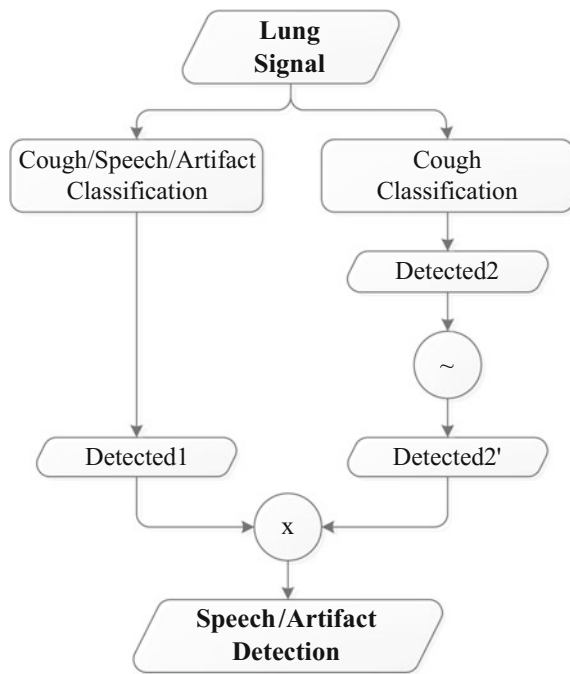 Lung
Signal
Cough/Speech/Artifact
Classification
Cough
Classification
Detected2
~
Detected1
Detected2'
x
Speech/Artifact
Detection